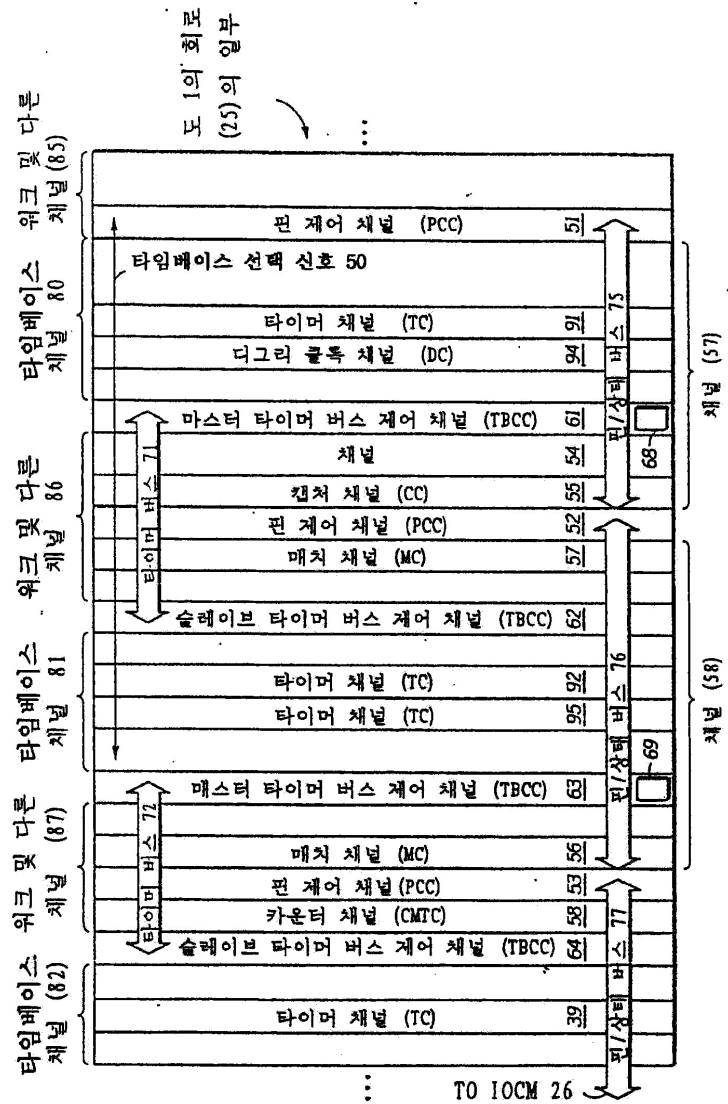 도 1의 회로
(25)의 일부
워크 및 다른
채널 (85)
타임베이스
채널 80
워크 및 다른
채널 86
타임베이스
채널 81
워크 및 다른
채널 (87)
타임베이스
채널 (82)
...
핀 제어 채널 (PCC) 51
타임베이스 선택 신호 50
타이머 채널 (TC) 91
디그리 클록 채널 (DC) 94
마스터 타이머 버스 제어 채널 (TBCC) 61
채널 54
캡처 채널 (CC) 55
핀 제어 채널 (PCC) 52
매치 채널 (MC) 57
슬레이브 타이머 버스 제어 채널 (TBCC) 62
타이머 채널 (TC) 92
타이머 채널 (TC) 95
매스터 타이머 버스 제어 채널 (TBCC) 63
매치 채널 (MC) 56
핀 제어 채널(PCC) 53
카운터 채널 (CMTC) 58
슬레이브 타이머 버스 제어 채널 (TBCC) 64
타이머 채널 (TC) 39
타이머 버스 71
타이머 버스 72
핀/상태 버스 75
핀/상태 버스 76
핀/상태 버스 77
68
69
채널 (57)
채널 (58)
...
TO IOCM 26